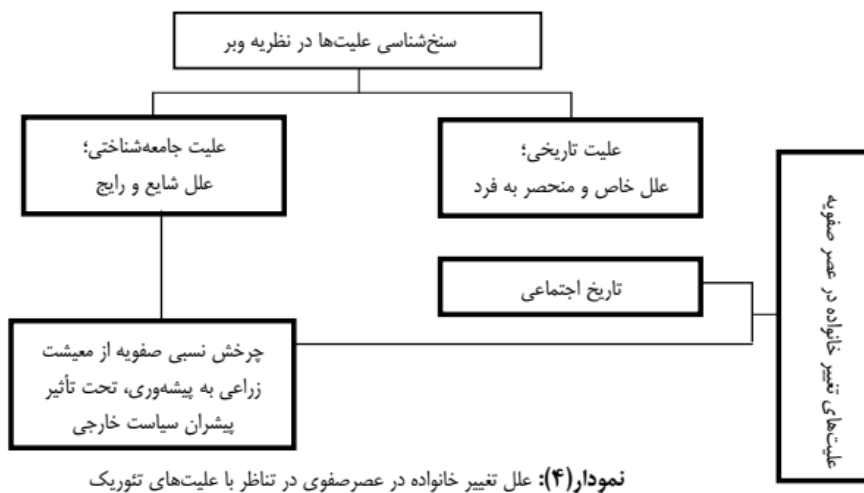 سنخ‌شناسی علیت‌ها در نظریه وبر
علیت تاریخی؛
علل خاص و منحصر به فرد
علیت جامعه‌شناختی؛
علل شایع و رایج
علیت‌های تغییر خانواده در عصر صفویه
تاریخ اجتماعی
چرخش نسبی صفویه از معیشت
زراعی به پیشه‌وری، تحت تأثیر
پیشران سیاست خارجی
نمودار(۴): علل تغییر خانواده در عصرصفوی در تناظر با علیت‌های تئوریک